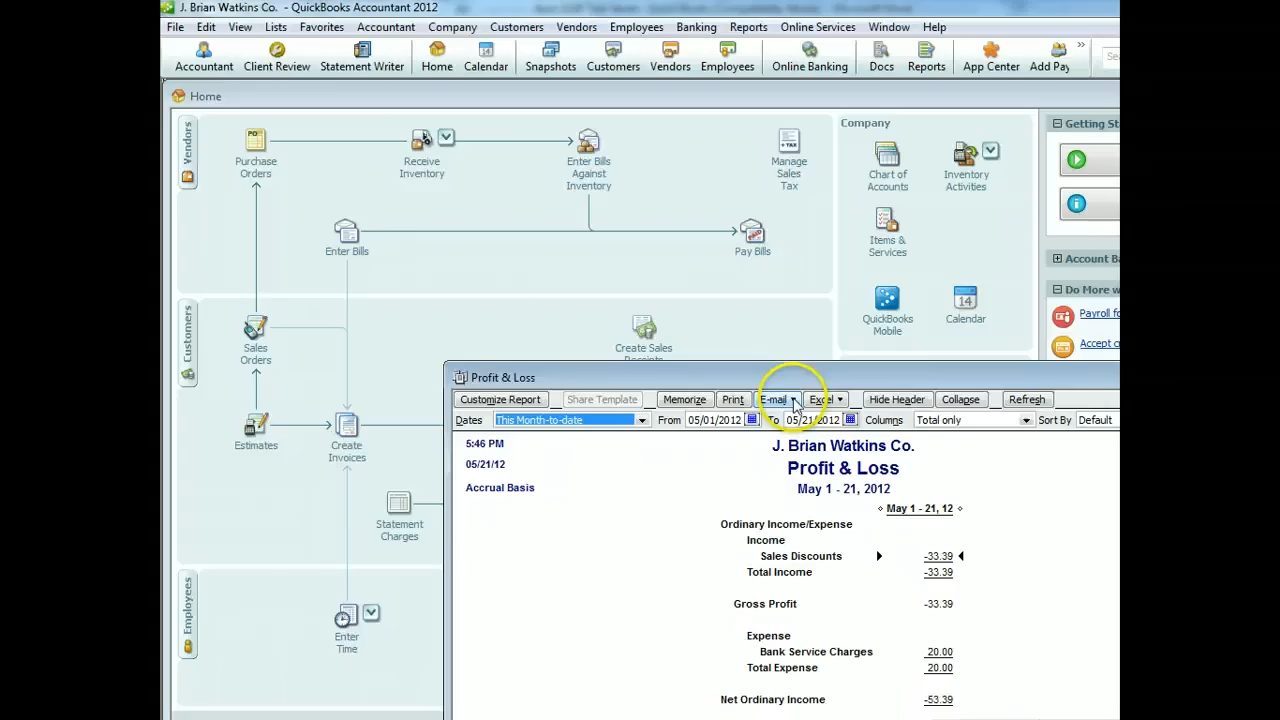 J. Brian Watkins Co. - QuickBooks Accountant 2012
File Edit View Lists Favorites Accountant Company Customers Vendors Employees Banking Reports Online Services Window Help
Accountant Client Review Statement Writer Home Calendar Snapshots Customers Vendors Employees Online Banking Docs Reports App Center Add Pay
Home
Vendors
PO
Purchase
Orders
Receive
Inventory
Enter Bills
Against
Inventory
+ TAX
Manage
Sales
Tax
Enter Bills
Pay Bills
Company
Chart of
Accounts
Inventory
Activities
Items &
Services
QuickBooks
Mobile
14
Calendar
Getting St
Account Ba
Do More w
Payroll fo
Accept c
Customers
Sales
Orders
Create Sales
Receipts
Estimates
Create
Invoices
Statement
Charges
Employees
Enter
Time
Profit & Loss
Customize Report Share Template Memorize Print E-mail Excel Hide Header Collapse Refresh
Dates This Month-to-date From 05/01/2012 To 05/21/2012 Columns Total only Sort By Default
5:46 PM
05/21/12
Accrual Basis
J. Brian Watkins Co.
Profit & Loss
May 1 - 21, 2012
May 1 - 21, 12
Ordinary Income/Expense
Income
Sales Discounts -33.39
Total Income -33.39
Gross Profit -33.39
Expense
Bank Service Charges 20.00
Total Expense 20.00
Net Ordinary Income -53.39